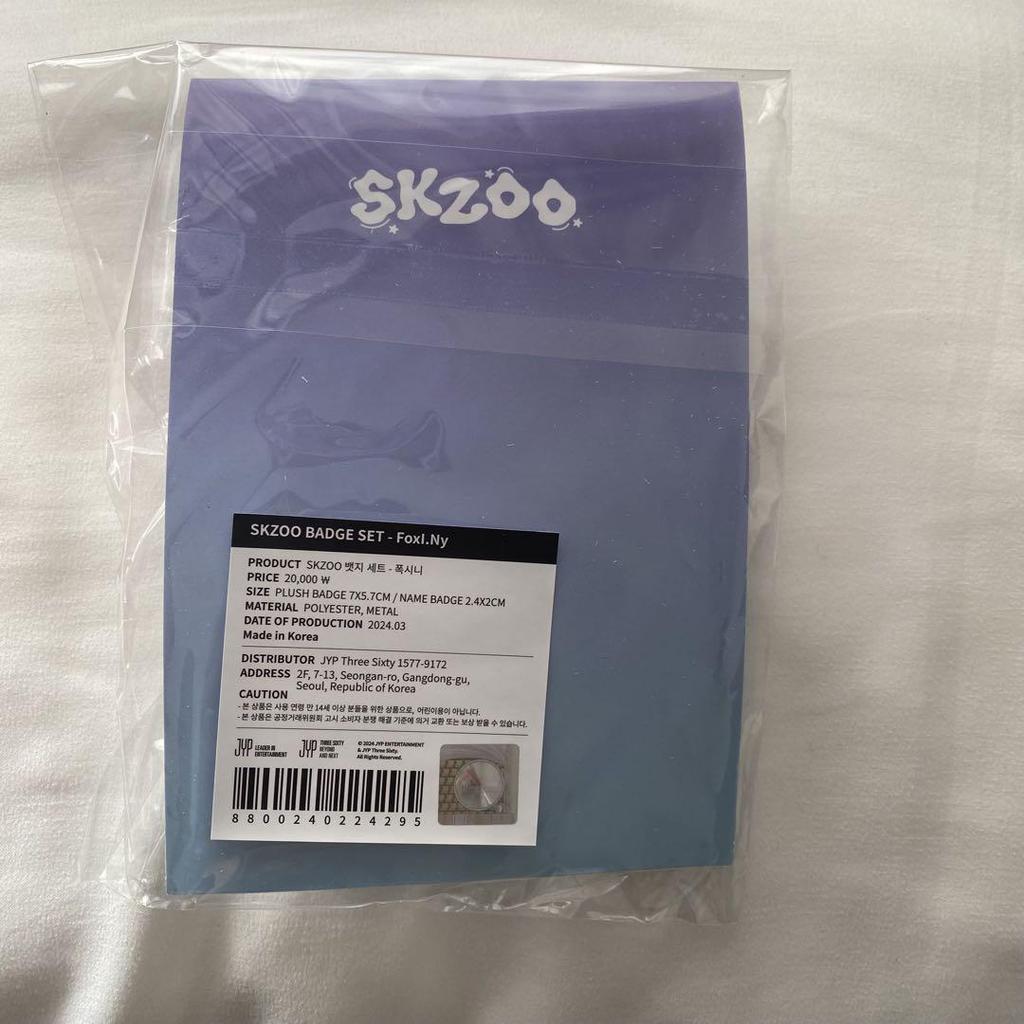 SKZOO
SKZOO BADGE SET - FoxI.Ny
PRODUCT SKZOO 뱃지 세트 - 폭시니
PRICE 20,000 ₩
SIZE PLUSH BADGE 7X5.7CM / NAME BADGE 2.4X2CM
MATERIAL POLYESTER, METAL
DATE OF PRODUCTION 2024.03
Made in Korea
DISTRIBUTOR JYP Three Sixty 1577-9172
ADDRESS 2F, 7-13, Seongan-ro, Gangdong-gu,
Seoul, Republic of Korea
CAUTION
- 본 상품은 사용 연령 만 14세 이상 분들을 위한 상품으로, 어린이용이 아닙니다.
- 본 상품은 공정거래위원회 고시 소비자 분쟁 해결 기준에 의거 교환 또는 보상 받을 수 있습니다.
JYP LEADER IN
ENTERTAINMENT
JYP THREE SIXTY
BEYOND
AND NEXT
© 2024 JYP ENTERTAINMENT
& JYP Three Sixty.
All Rights Reserved.
8800240224295